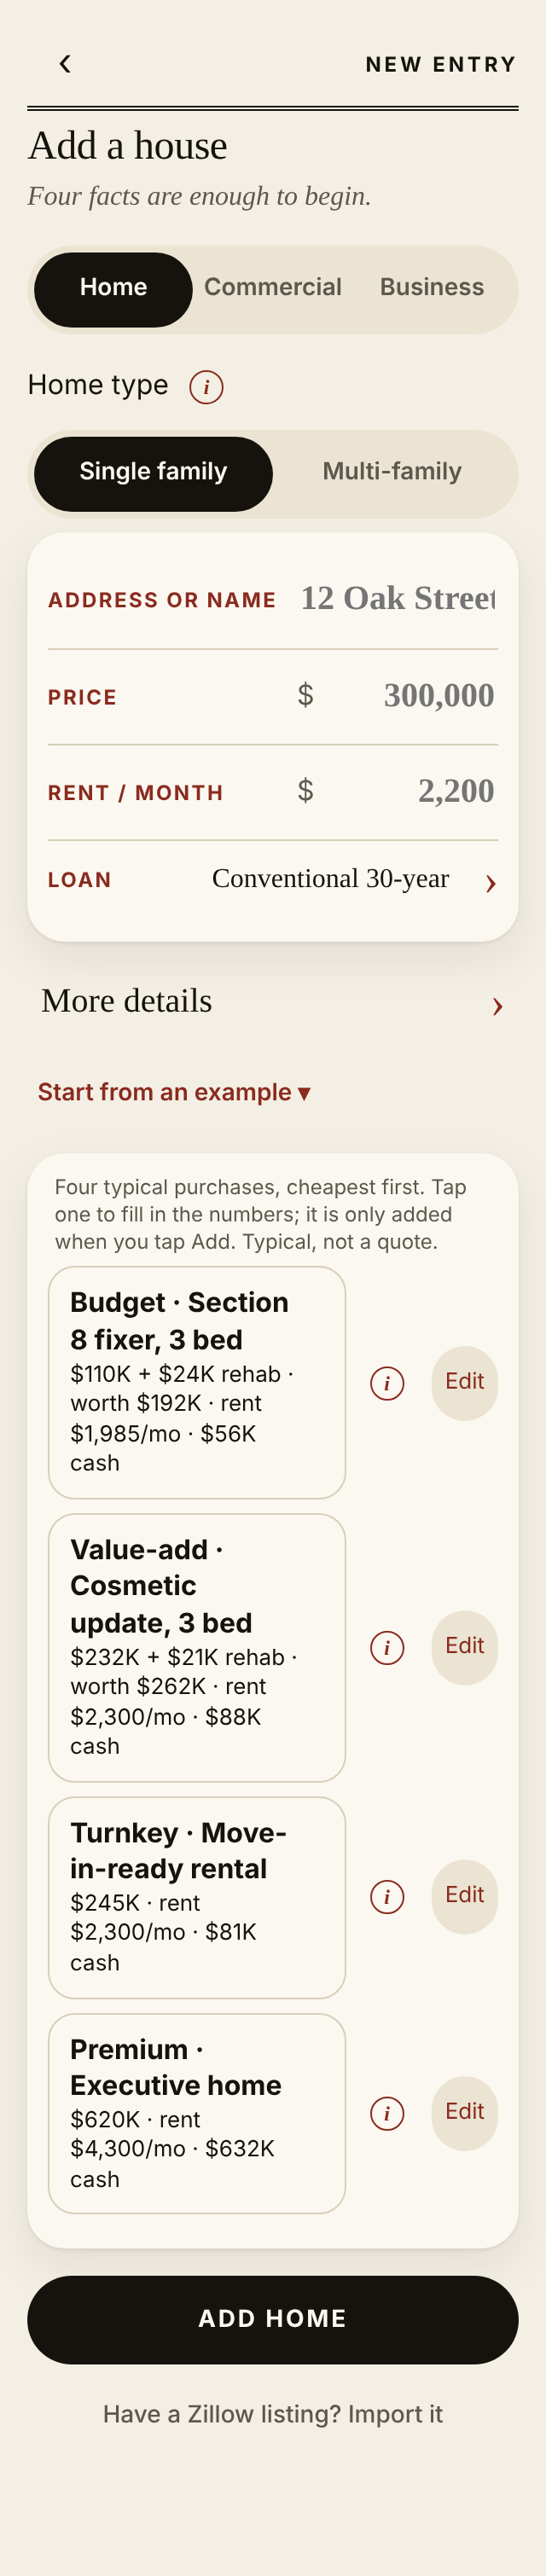 ‹ NEW ENTRY
Add a house
Four facts are enough to begin.
Home Commercial Business
Home type i
Single family Multi-family
ADDRESS OR NAME 12 Oak Street
PRICE $ 300,000
RENT / MONTH $ 2,200
LOAN Conventional 30-year ›
More details ›
Start from an example ▾
Four typical purchases, cheapest first. Tap
one to fill in the numbers; it is only added
when you tap Add. Typical, not a quote.
Budget · Section
8 fixer, 3 bed
$110K + $24K rehab ·
worth $192K · rent
$1,985/mo · $56K
cash
i Edit
Value-add ·
Cosmetic
update, 3 bed
$232K + $21K rehab ·
worth $262K · rent
$2,300/mo · $88K
cash
i Edit
Turnkey · Move-
in-ready rental
$245K · rent
$2,300/mo · $81K
cash
i Edit
Premium ·
Executive home
$620K · rent
$4,300/mo · $632K
cash
i Edit
ADD HOME
Have a Zillow listing? Import it